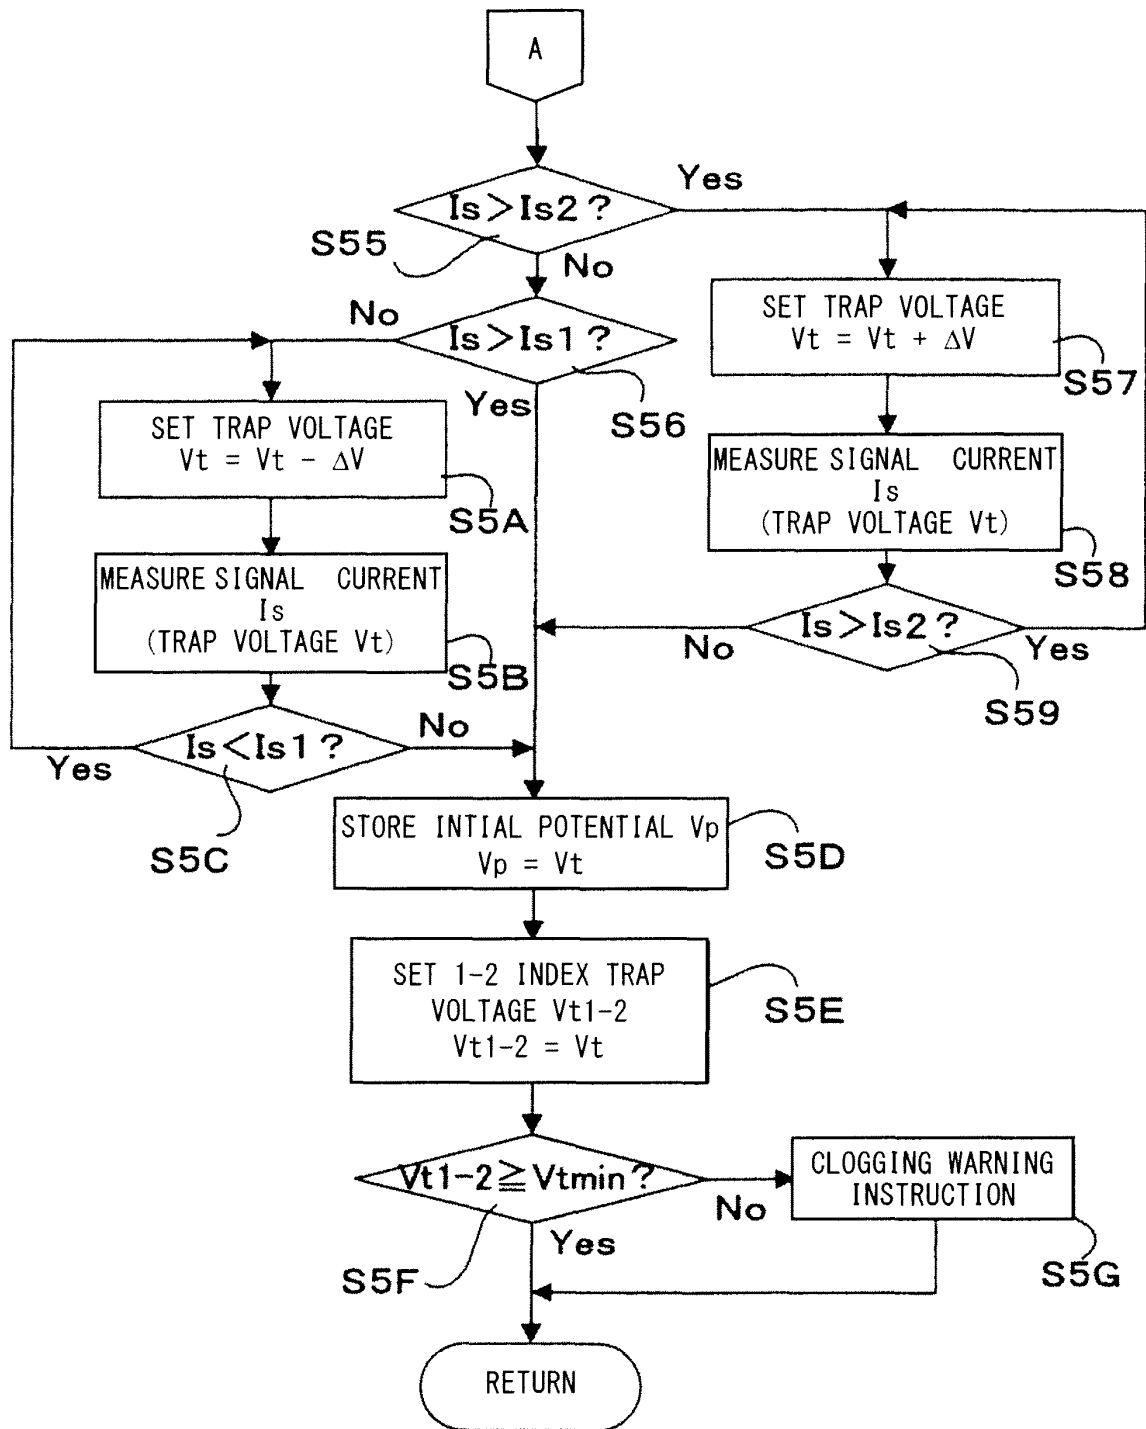 A
Is>Is2?
Yes
S55
No
No
Is>Is1?
Yes
S56
SET TRAP VOLTAGE
Vt = Vt + ΔV
S57
SET TRAP VOLTAGE
Vt = Vt - ΔV
S5A
MEASURE SIGNAL CURRENT
Is
(TRAP VOLTAGE Vt)
S58
MEASURE SIGNAL CURRENT
Is
(TRAP VOLTAGE Vt)
S5B
Is>Is2?
No
Yes
S59
Is<Is1?
No
Yes
S5C
STORE INTIAL POTENTIAL Vp
Vp = Vt
S5D
SET 1-2 INDEX TRAP
VOLTAGE Vt1-2
Vt1-2 = Vt
S5E
Vt1-2≧Vtmin?
No
Yes
S5F
CLOGGING WARNING
INSTRUCTION
S5G
RETURN